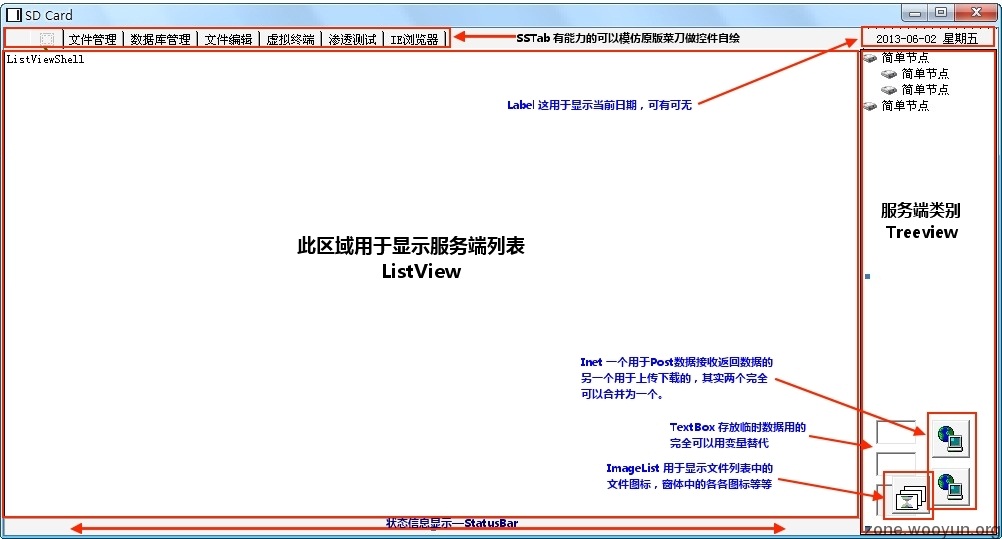 SD Card
文件管理 数据库管理 文件编辑 虚拟终端 渗透测试 IE浏览器
SSTab 有能力的可以模仿原版菜刀做控件自绘
2013-06-02 星期五
ListViewShell
简单节点
简单节点
简单节点
简单节点
Label 这用于显示当前日期，可有可无
服务端类别
Treeview
此区域用于显示服务端列表
ListView
Inet 一个用于Post数据接收返回数据的
另一个用于上传下载的，其实两个完全
可以合并为一个。
TextBox 存放临时数据用的
完全可以用变量替代
ImageList 用于显示文件列表中的
文件图标，窗体中的各各图标等等
状态信息显示—StatusBar
zone.wooyun.org